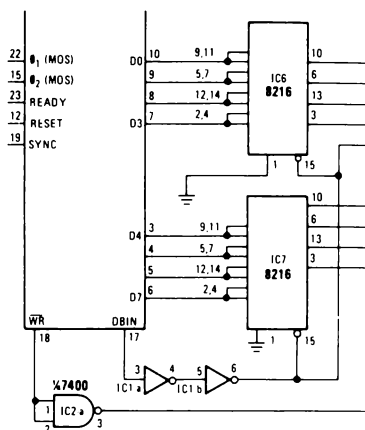 22 ø₁ (MOS) D0 10 9,11 10
15 ø₂ (MOS) 9 5,7 IC6 6
23 READY 8 12,14 8216 13
12 RESET D3 7 2,4 3
19 SYNC
1 15
10
D4 3 9,11 6
4 5,7 IC7 13
5 12,14 8216 3
D7 6 2,4
WR DBIN 1 15
18 17
3 4 5 6
IC1a IC1b
¼7400
1 IC2a
2 3